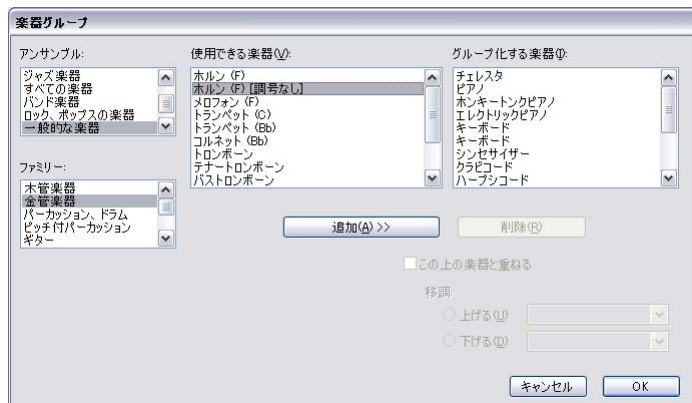 楽器グループ
アンサンブル:
ジャズ楽器
すべての楽器
バンド楽器
ロック、ポップスの楽器
一般的な楽器
ファミリー:
木管楽器
金管楽器
パーカッション、ドラム
ピッチ付パーカッション
ギター
使用できる楽器(V):
ホルン (F)
ホルン (F) [調号なし]
メロフォン (F)
トランペット (C)
トランペット (Bb)
コルネット (Bb)
トロンボーン
テナートロンボーン
バストロンボーン
グループ化する楽器(I):
チェレスタ
ピアノ
ホンキートンクピアノ
エレクトリックピアノ
キーボード
キーボード
シンセサイザー
クラビコード
ハープシコード
追加(A) >>
削除(R)
この上の楽器と重ねる
移調:
上げる(U)
下げる(D)
キャンセル
OK